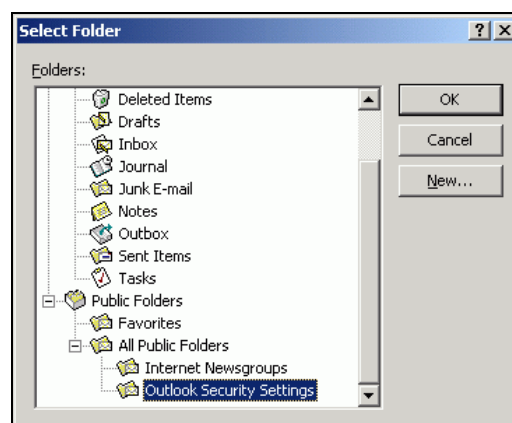 Select Folder
Folders:
Deleted Items
Drafts
Inbox
Journal
Junk E-mail
Notes
Outbox
Sent Items
Tasks
Public Folders
Favorites
All Public Folders
Internet Newsgroups
Outlook Security Settings
OK
Cancel
New...